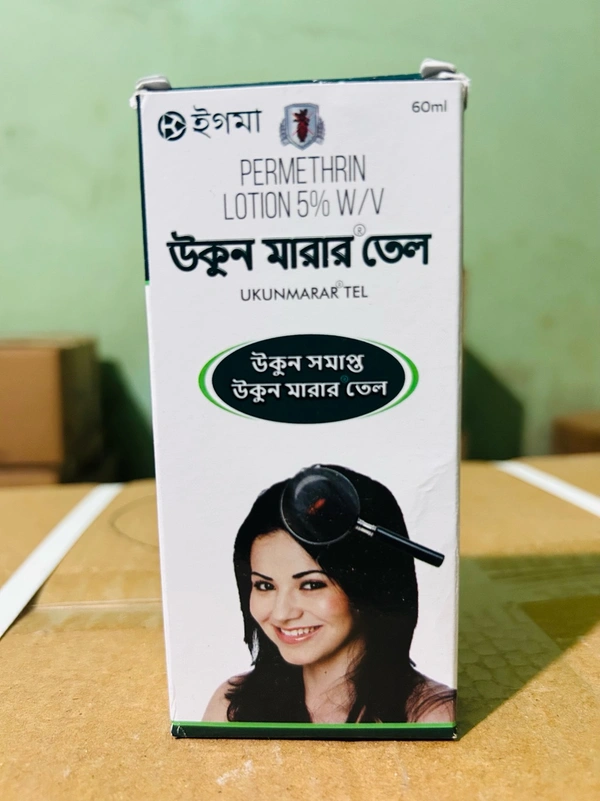 ইগমা
60ml
PERMETHRIN
LOTION 5% W/V
উকুন মারার® তেল
UKUNMARAR® TEL
উকুন সমাপ্ত
উকুন মারার® তেল